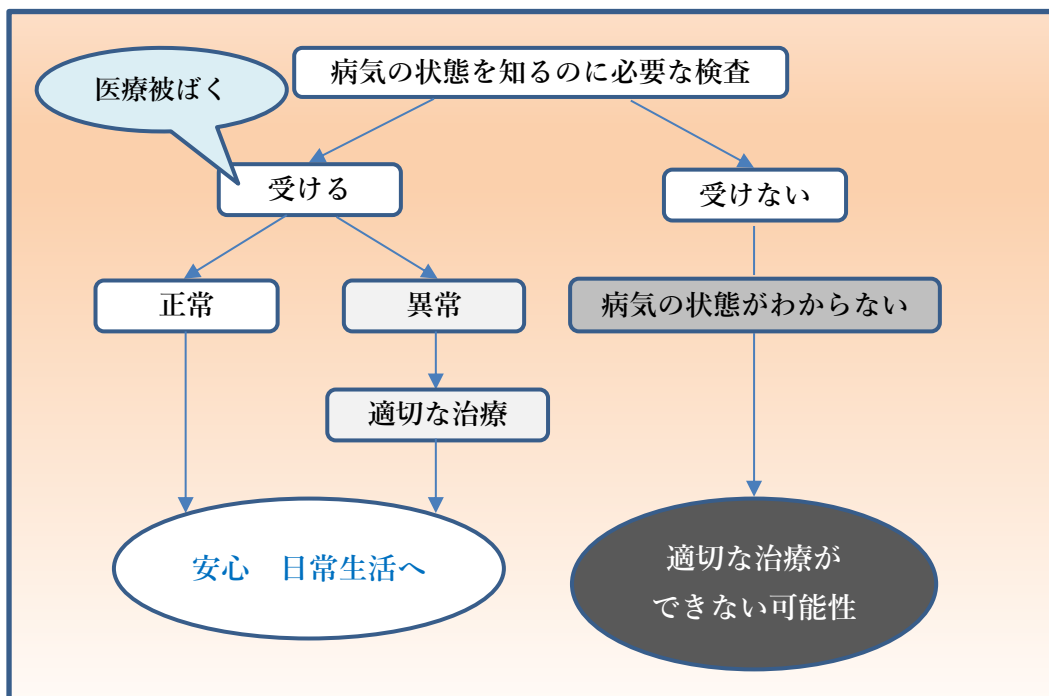 病気の状態を知るのに必要な検査
医療被ばく
受ける
受けない
正常
異常
病気の状態がわからない
適切な治療
安心　日常生活へ
適切な治療が
できない可能性